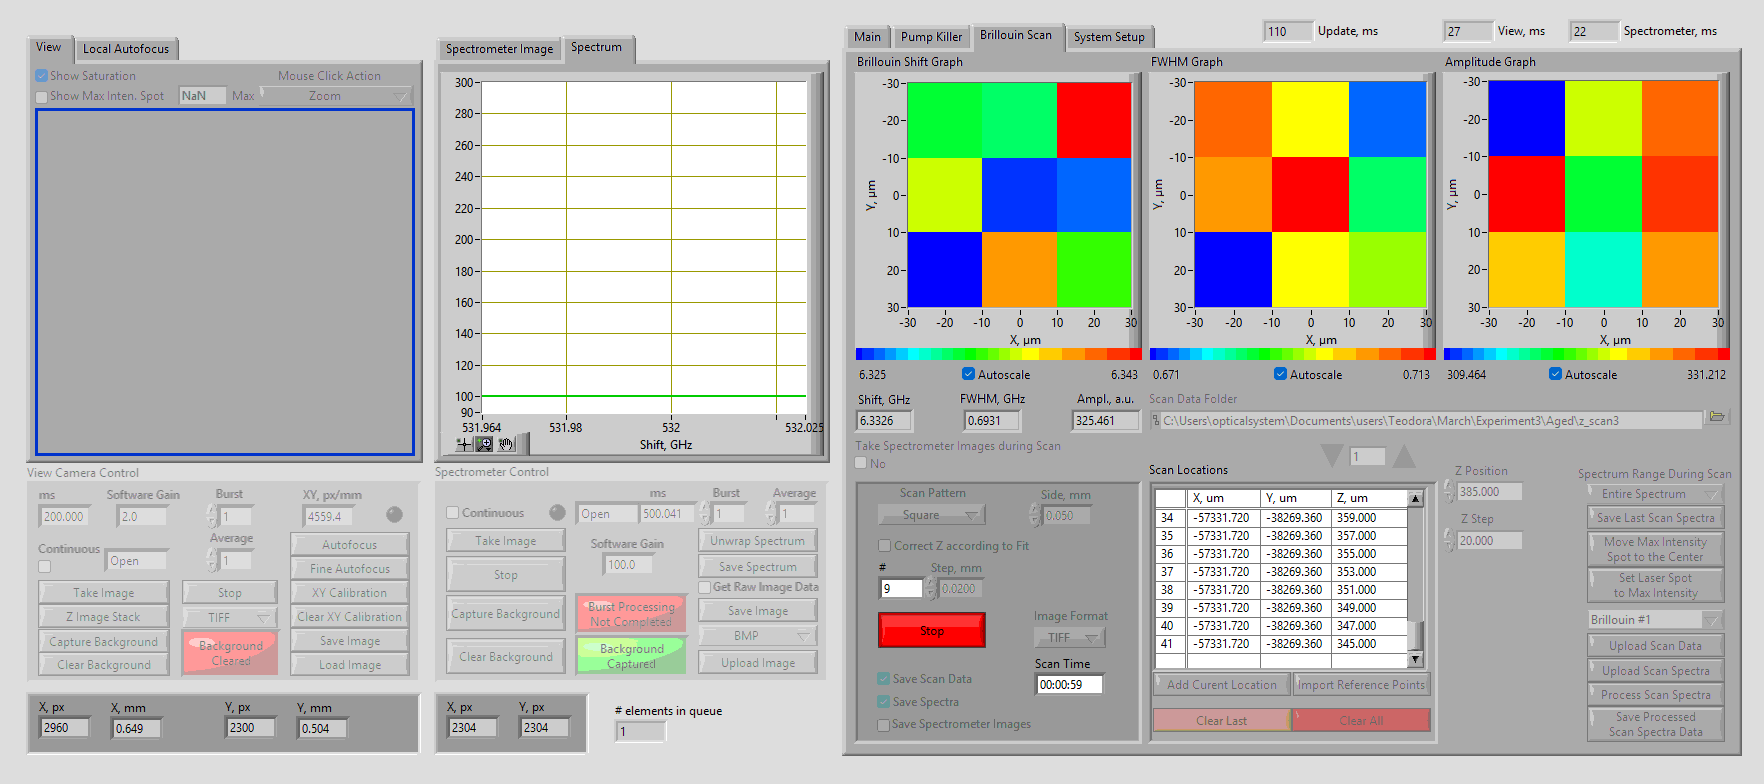 View
Local Autofocus
Show Saturation
Mouse Click Action
Show Max Inten. Spot
NaN
Max
Zoom
Spectrometer Image
Spectrum
300
280
260
240
220
200
180
160
140
120
100
90
531.964
531.98
532
532.025
Shift, GHz
Main
Pump Killer
Brillouin Scan
System Setup
110
Update, ms
27
View, ms
22
Spectrometer, ms
Brillouin Shift Graph
-30
-20
-10
0
10
20
30
Y, µm
-30
-20
-10
0
10
20
30
X, µm
6.325
Autoscale
6.343
FWHM Graph
-30
-20
-10
0
10
20
30
Y, µm
-30
-20
-10
0
10
20
30
X, µm
0.671
Autoscale
0.713
Amplitude Graph
-30
-20
-10
0
10
20
30
Y, µm
-30
-20
-10
0
10
20
30
X, µm
309.464
Autoscale
331.212
Shift, GHz
6.3326
FWHM, GHz
0.6931
Ampl., a.u.
325.461
Scan Data Folder
C:\Users\opticalsystem\Documents\users\Teodora\March\Experiment3\Aged\z_scan3
Take Spectrometer Images during Scan
No
1
View Camera Control
ms
200.000
Software Gain
2.0
Burst
1
XY, px/mm
4559.4
Average
1
Continuous
Open
Autofocus
Fine Autofocus
XY Calibration
Clear XY Calibration
Save Image
Load Image
Take Image
Z Image Stack
Capture Background
Clear Background
Stop
TIFF
Background
Cleared
Spectrometer Control
Continuous
Open
ms
500.041
Burst
1
Average
1
Take Image
Stop
Capture Background
Clear Background
Software Gain
100.0
Unwrap Spectrum
Save Spectrum
Get Raw Image Data
Burst Processing
Not Completed
Background
Captured
Save Image
BMP
Upload Image
X, px
2960
X, mm
0.649
Y, px
2300
Y, mm
0.504
X, px
2304
Y, px
2304
# elements in queue
1
Scan Pattern
Square
Side, mm
0.050
Correct Z according to Fit
#
9
Step, mm
0.0200
Stop
Image Format
TIFF
Scan Time
00:00:59
Save Scan Data
Save Spectra
Save Spectrometer Images
Scan Locations
X, um Y, um Z, um
34 -57331.720 -38269.360 359.000
35 -57331.720 -38269.360 357.000
36 -57331.720 -38269.360 355.000
37 -57331.720 -38269.360 353.000
38 -57331.720 -38269.360 351.000
39 -57331.720 -38269.360 349.000
40 -57331.720 -38269.360 347.000
41 -57331.720 -38269.360 345.000
Add Curent Location
Import Reference Points
Clear Last
Clear All
Z Position
385.000
Z Step
20.000
Spectrum Range During Scan
Entire Spectrum
Save Last Scan Spectra
Move Max Intensity
Spot to the Center
Set Laser Spot
to Max Intensity
Brillouin #1
Upload Scan Data
Upload Scan Spectra
Process Scan Spectra
Save Processed
Scan Spectra Data